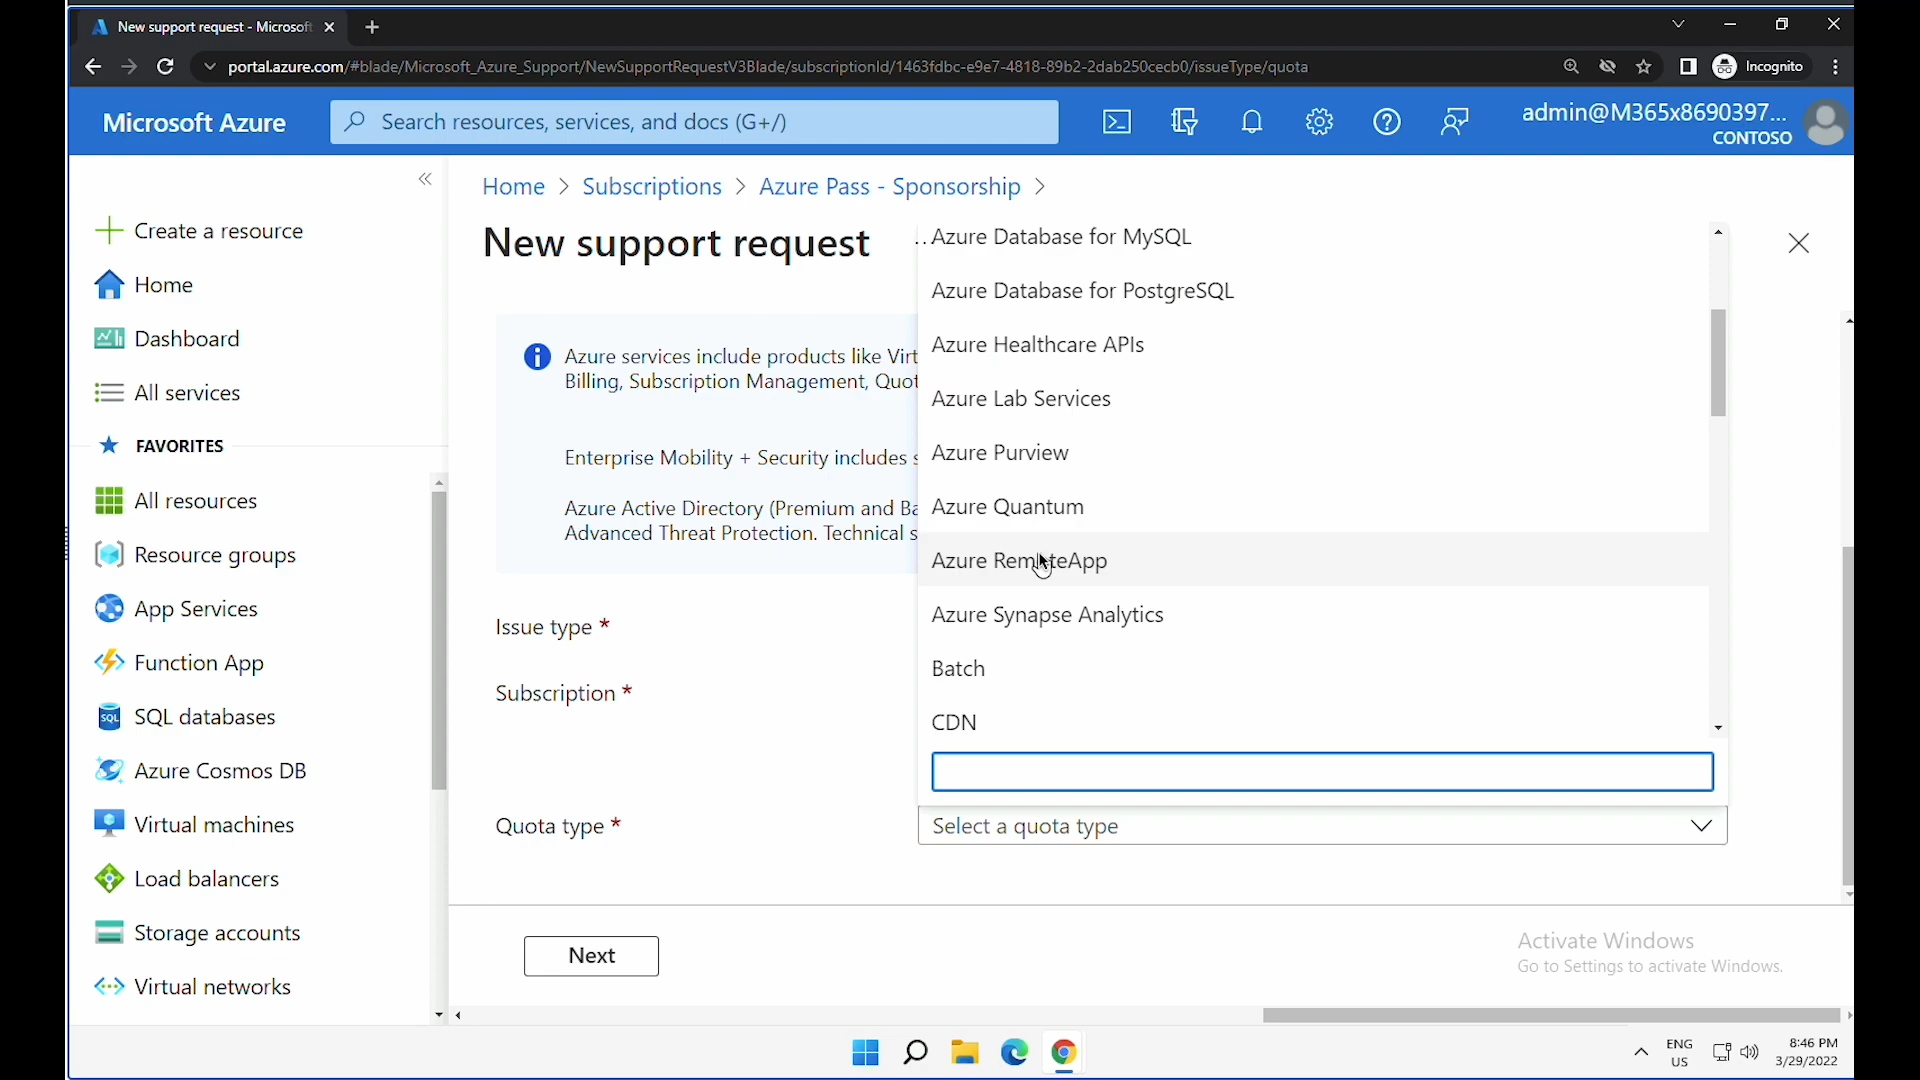 New support request - Microsof
portal.azure.com/#blade/Microsoft_Azure_Support/NewSupportRequestV3Blade/subscriptionId/1463fdbc-e9e7-4818-89b2-2dab250cecb0/issueType/quota
Incognito
Microsoft Azure
Search resources, services, and docs (G+/)
admin@M365x8690397...
CONTOSO
Create a resource
Home
Dashboard
All services
FAVORITES
All resources
Resource groups
App Services
Function App
SQL databases
Azure Cosmos DB
Virtual machines
Load balancers
Storage accounts
Virtual networks
Home > Subscriptions > Azure Pass - Sponsorship >
New support request
Azure services include products like Virt
Billing, Subscription Management, Quot
Enterprise Mobility + Security includes s
Azure Active Directory (Premium and Ba
Advanced Threat Protection. Technical s
Issue type *
Subscription *
Quota type *
Azure Database for MySQL
Azure Database for PostgreSQL
Azure Healthcare APIs
Azure Lab Services
Azure Purview
Azure Quantum
Azure RemoteApp
Azure Synapse Analytics
Batch
CDN
Select a quota type
Next
Activate Windows
Go to Settings to activate Windows.
ENG
US
8:46 PM
3/29/2022